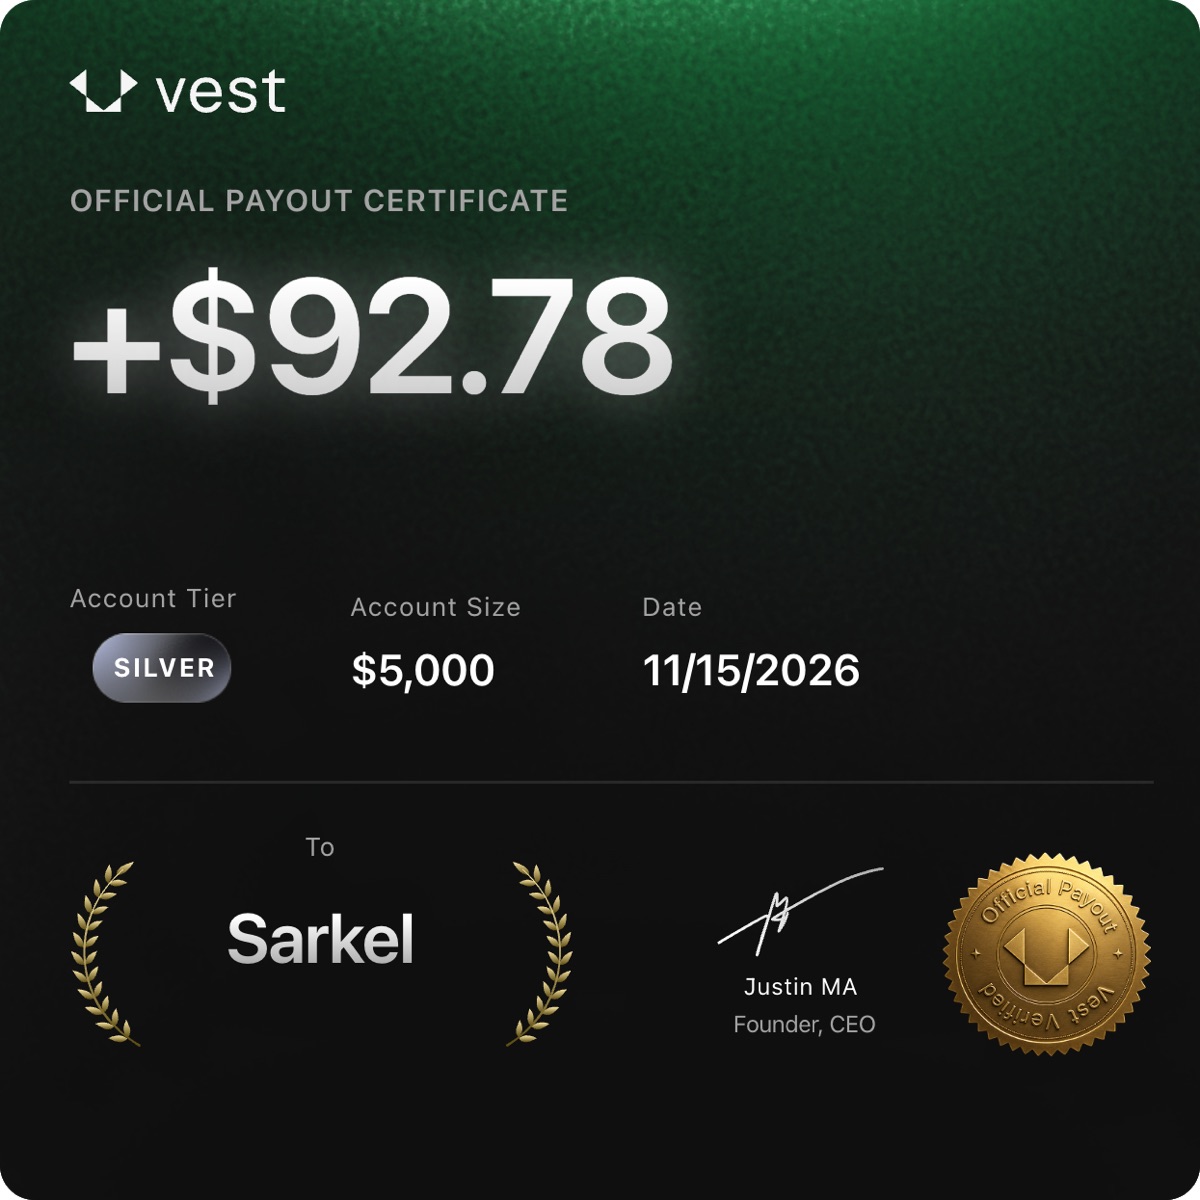 vest
OFFICIAL PAYOUT CERTIFICATE
+$92.78
Account Tier
SILVER
Account Size
$5,000
Date
11/15/2026
To
Sarkel
Justin MA
Founder, CEO
Official Payout
Vest Verified